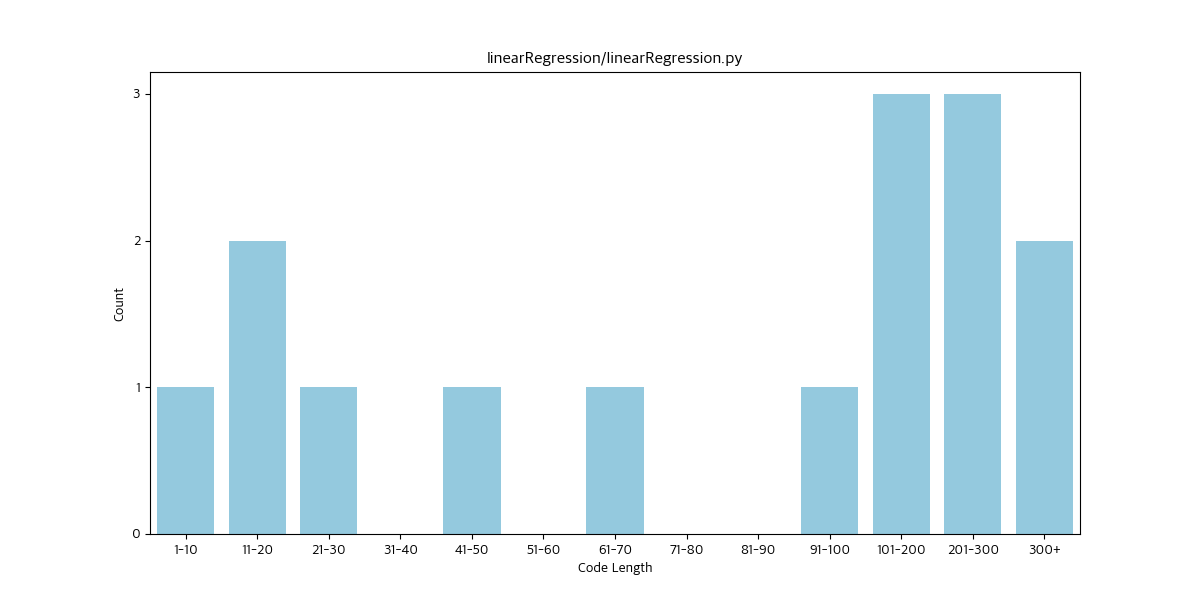 linearRegression/linearRegression.py
3
2
1
0
Count
1-10 11-20 21-30 31-40 41-50 51-60 61-70 71-80 81-90 91-100 101-200 201-300 300+
Code Length